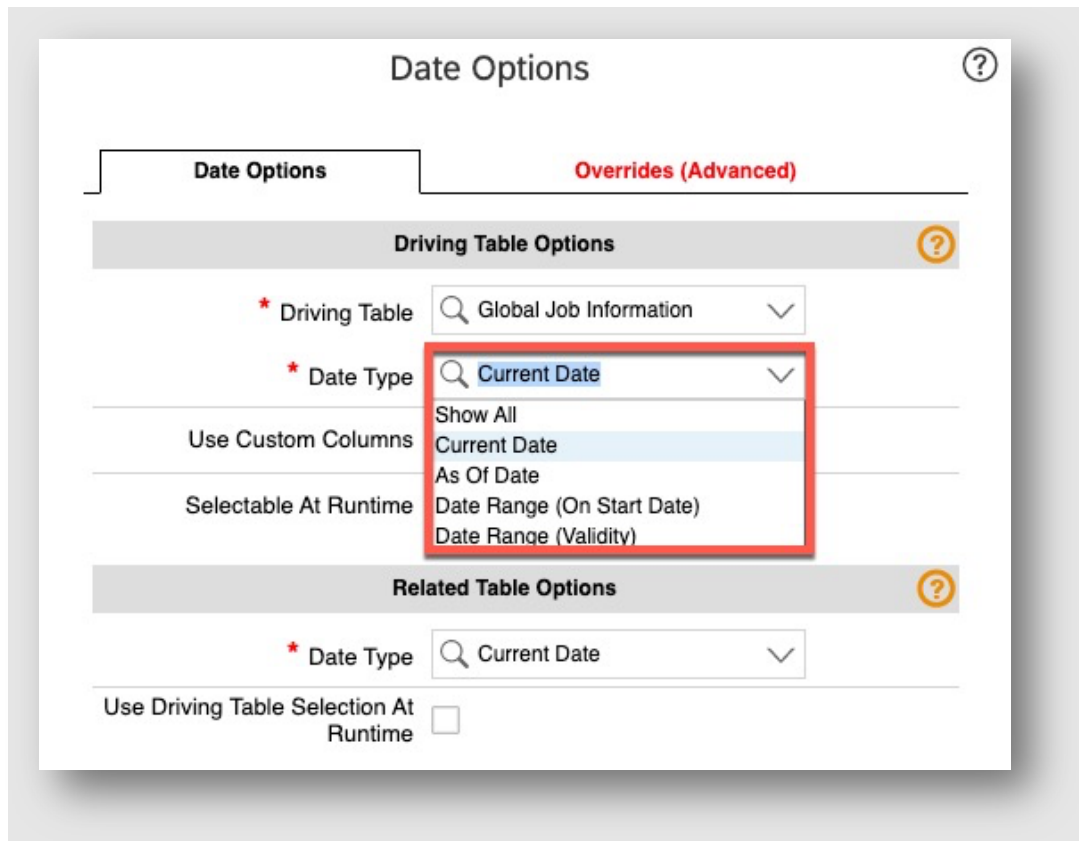 Date Options
?
Date Options
Overrides (Advanced)
Driving Table Options
?
* Driving Table
Global Job Information
* Date Type
Current Date
Show All
Use Custom Columns
Current Date
As Of Date
Selectable At Runtime
Date Range (On Start Date)
Date Range (Validity)
Related Table Options
?
* Date Type
Current Date
Use Driving Table Selection At
Runtime